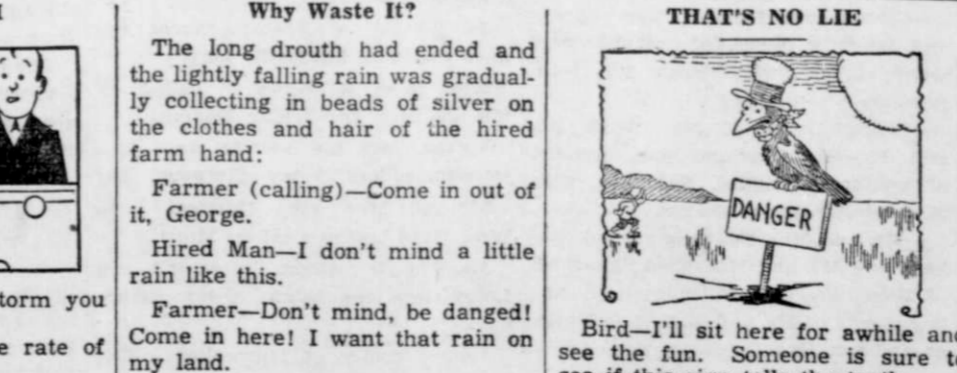 torm you
e rate of
Why Waste It?
The long drouth had ended and
the lightly falling rain was gradual-
ly collecting in beads of silver on
the clothes and hair of the hired
farm hand:
Farmer (calling)—Come in out of
it, George.
Hired Man—I don't mind a little
rain like this.
Farmer—Don't mind, be danged!
Come in here! I want that rain on
my land.
THAT'S NO LIE
DANGER
Bird—I'll sit here for awhile and
see the fun. Someone is sure to